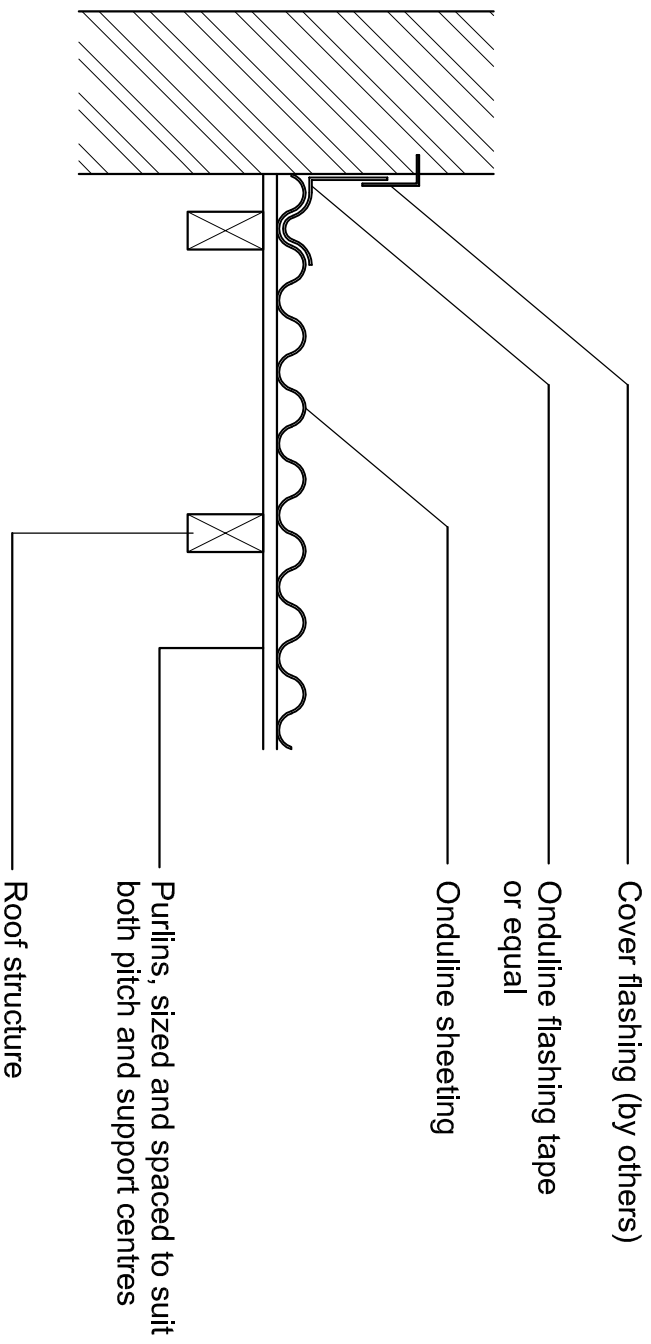 Cover flashing (by others)
Onduline flashing tape
or equal
Onduline sheeting
Purlins, sized and spaced to suit
both pitch and support centres
Roof structure